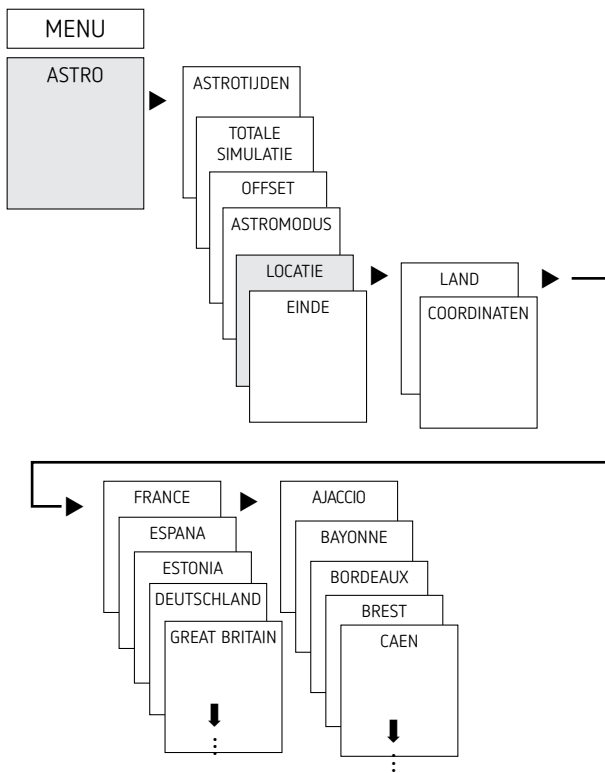 MENU
ASTRO
ASTROTIJDEN
TOTALE
SIMULATIE
OFFSET
ASTROMODUS
LOCATIE
EINDE
LAND
COORDINATEN
FRANCE
ESPANA
ESTONIA
DEUTSCHLAND
GREAT BRITAIN
AJACCIO
BAYONNE
BORDEAUX
BREST
CAEN